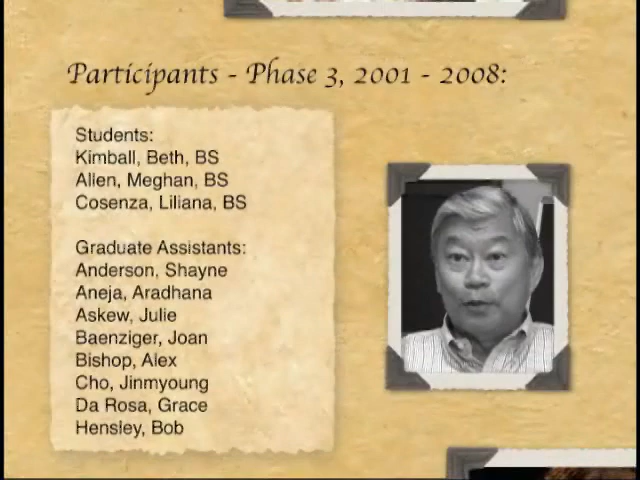 Participants - Phase 3, 2001 - 2008:
Students:
Kimball, Beth, BS
Allen, Meghan, BS
Cosenza, Liliana, BS
Graduate Assistants:
Anderson, Shayne
Aneja, Aradhana
Askew, Julie
Baenziger, Joan
Bishop, Alex
Cho, Jinmyoung
Da Rosa, Grace
Hensley, Bob